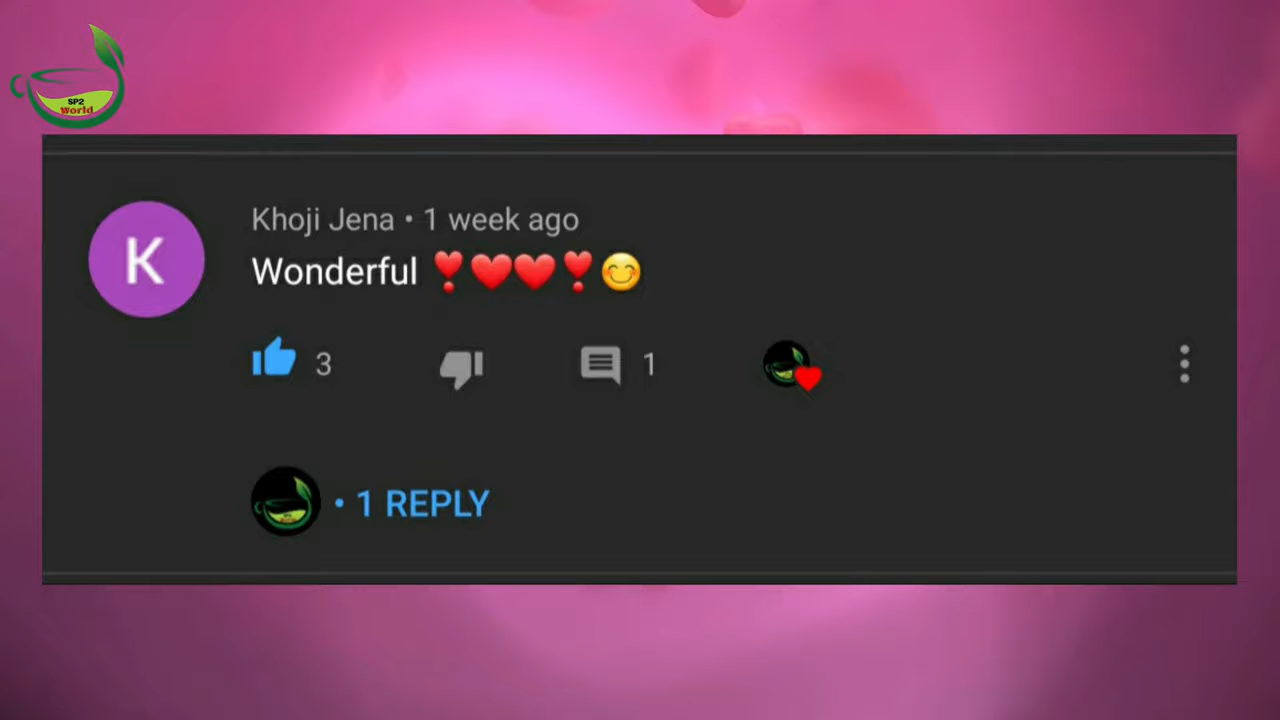 SP2
World
Khoji Jena • 1 week ago
Wonderful ❣️❤️❤️❣️😊
3
1
K
• 1 REPLY